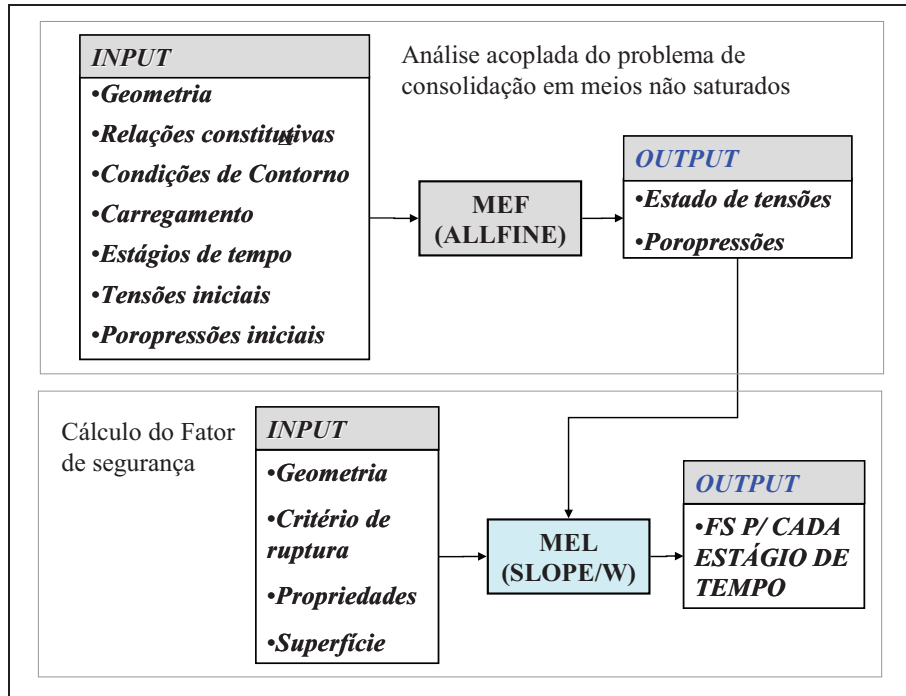 INPUT
•Geometria
•Relações constitutivas
•Condições de Contorno
•Carregamento
•Estágios de tempo
•Tensões iniciais
•Poropressões iniciais
Análise acoplada do problema de
consolidação em meios não saturados
MEF
(ALLFINE)
OUTPUT
•Estado de tensões
•Poropressões
Cálculo do Fator
de segurança
INPUT
•Geometria
•Critério de
ruptura
•Propriedades
•Superfície
MEL
(SLOPE/W)
OUTPUT
•FS P/ CADA
ESTÁGIO DE
TEMPO